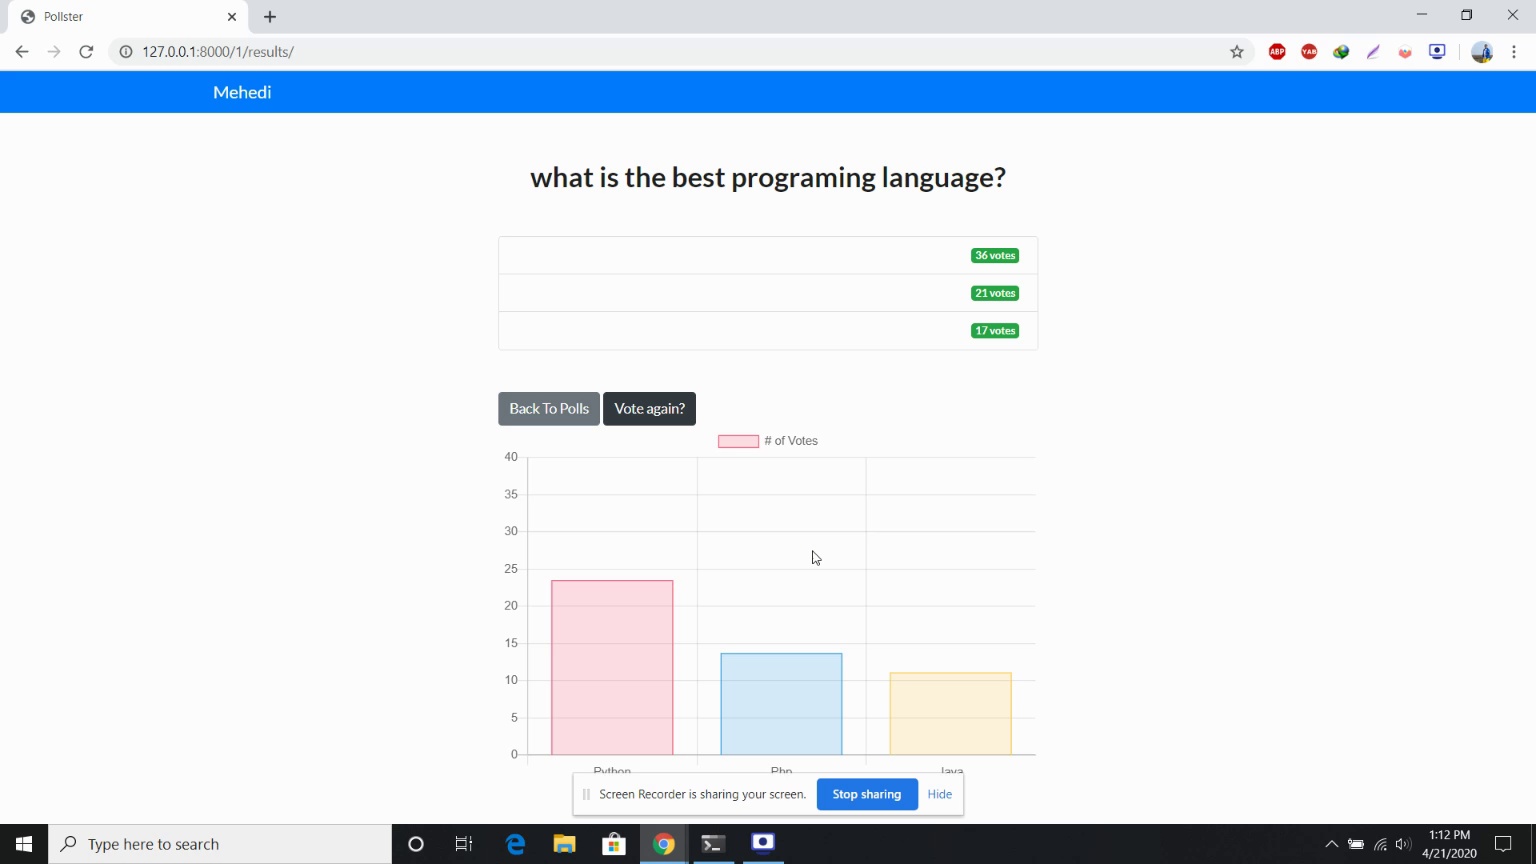 Pollster
127.0.0.1:8000/1/results/
ABP
YAB
Mehedi
what is the best programing language?
36 votes
21 votes
17 votes
Back To Polls
Vote again?
# of Votes
40
35
30
25
20
15
10
5
0
Python
Php
Java
Screen Recorder is sharing your screen.
Stop sharing
Hide
Type here to search
1:12 PM
4/21/2020